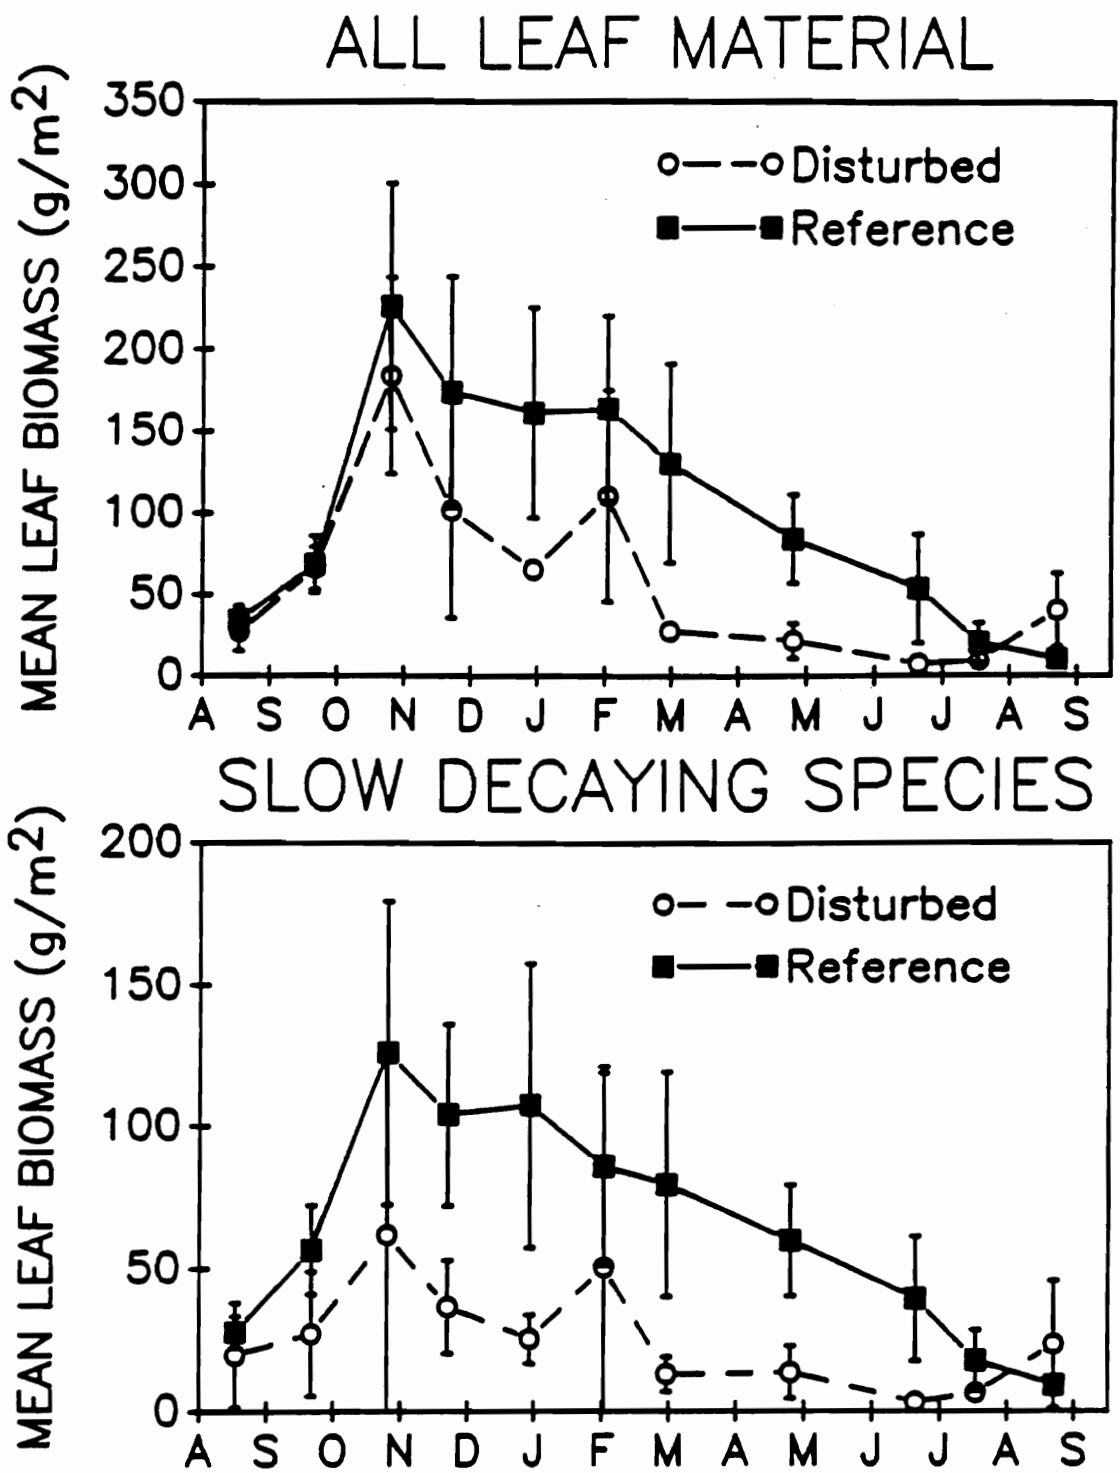 ALL LEAF MATERIAL
MEAN LEAF BIOMASS (g/m2)
350
300
250
200
150
100
50
0
Disturbed
Reference
A S O N D J F M A M J J A S
SLOW DECAYING SPECIES
MEAN LEAF BIOMASS (g/m2)
200
150
100
50
0
Disturbed
Reference
A S O N D J F M A M J J A S